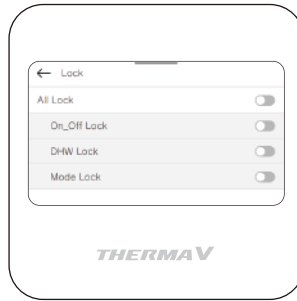 ← Lock
All Lock
On_Off Lock
DHW Lock
Mode Lock
THERMA V